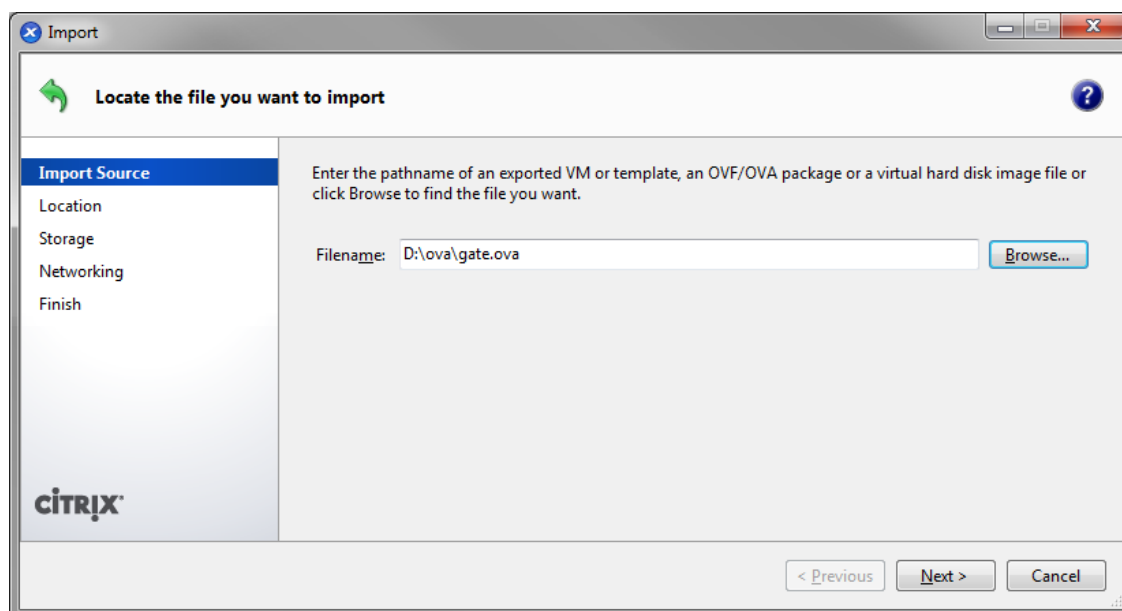 Import
Locate the file you want to import
?
Import Source
Location
Storage
Networking
Finish
Enter the pathname of an exported VM or template, an OVF/OVA package or a virtual hard disk image file or
click Browse to find the file you want.
Filename: D:\ova\gate.ova Browse...
CITRIX
< Previous Next > Cancel